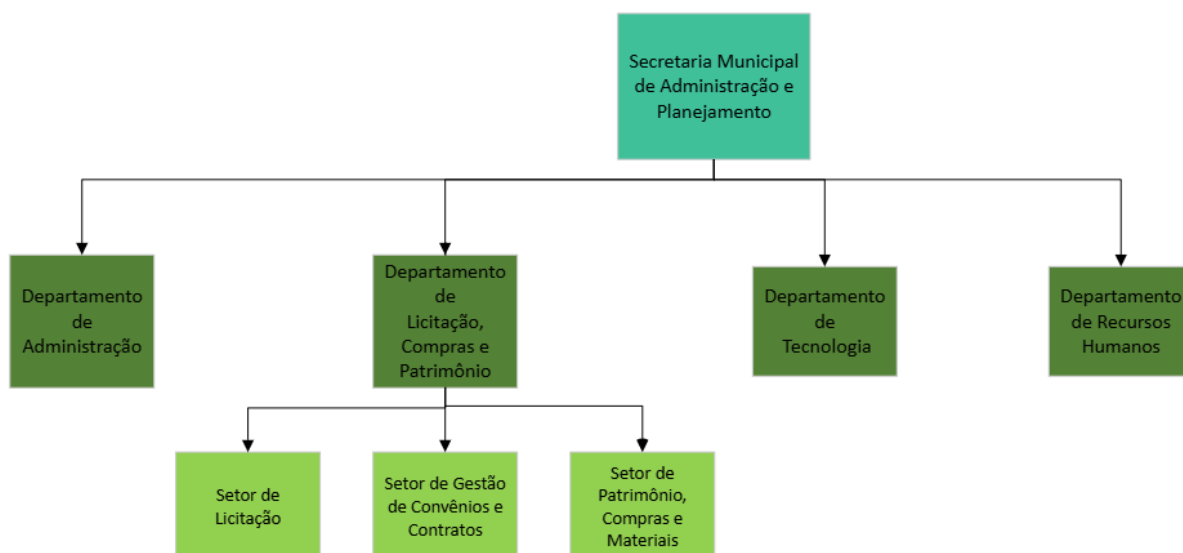 Secretaria Municipal
de Administração e
Planejamento
Departamento
de
Administração
Departamento
de
Licitação,
Compras e
Patrimônio
Departamento
de
Tecnologia
Departamento
de Recursos
Humanos
Setor de
Licitação
Setor de Gestão
de Convênios e
Contratos
Setor de
Patrimônio,
Compras e
Materiais